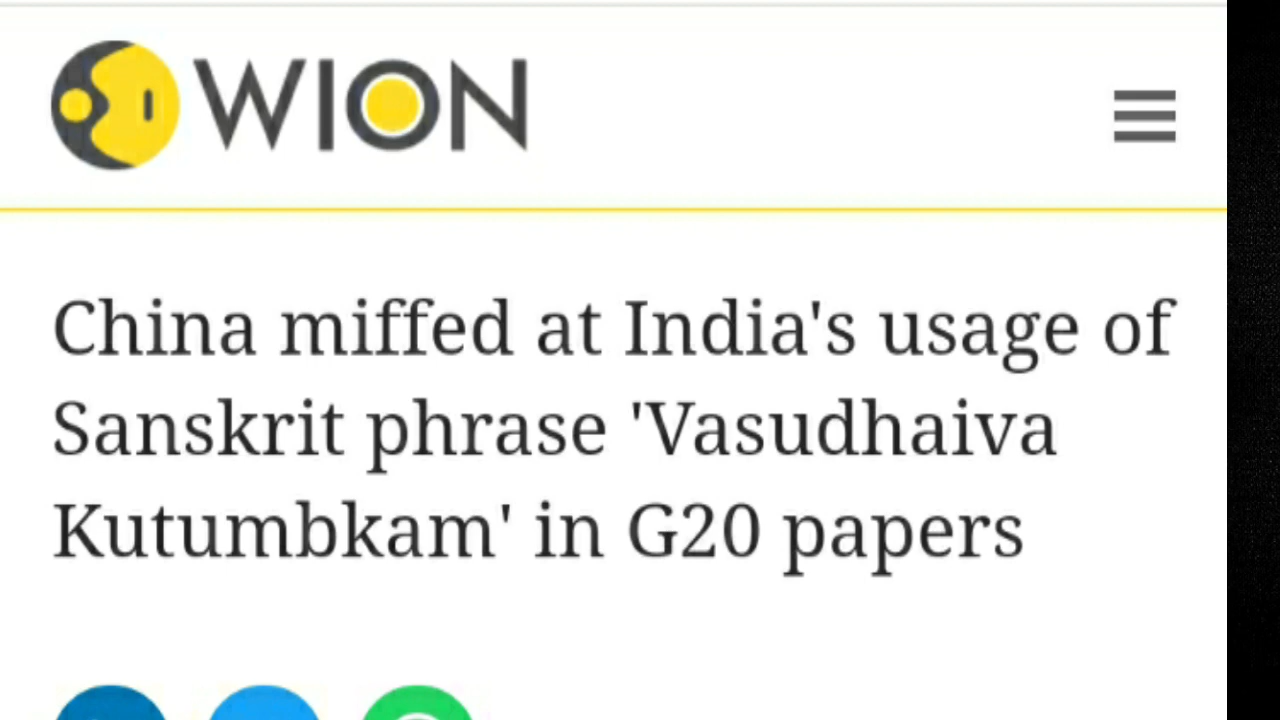 WION
China miffed at India's usage of
Sanskrit phrase 'Vasudhaiva
Kutumbkam' in G20 papers